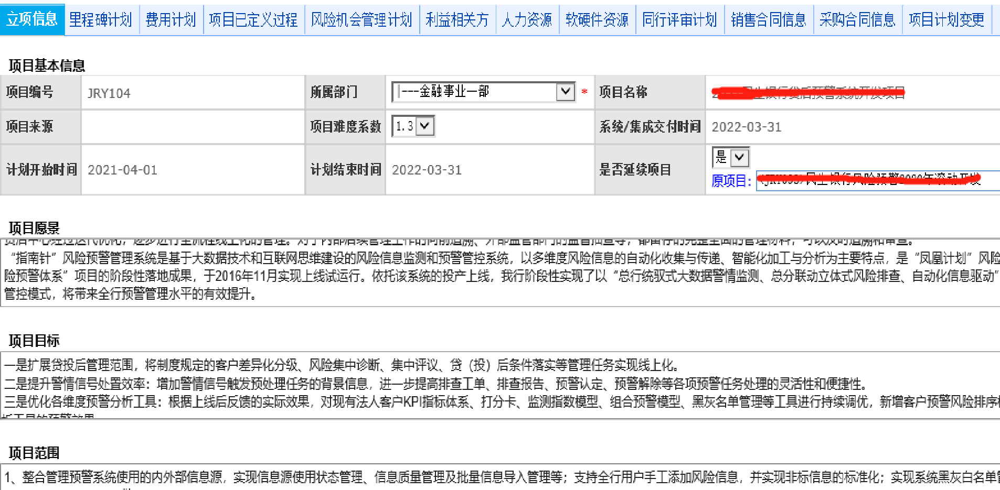 立项信息 里程碑计划 费用计划 项目已定义过程 风险机会管理计划 利益相关方 人力资源 软硬件资源 同行评审计划 销售合同信息 采购合同信息 项目计划变更
项目基本信息
项目编号 JRY104 所属部门 ---金融事业一部 * 项目名称
项目来源 项目难度系数 1.3 系统/集成交付时间 2022-03-31
计划开始时间 2021-04-01 计划结束时间 2022-03-31 是否延续项目 是
原项目:
项目愿景
“指南针”风险预警管理系统是基于大数据技术和互联网思维建设的风险信息监测和预警管控系统，以多维度风险信息的自动化收集与传递、智能化加工与分析为主要特点，是“凤凰计划”风险
险预警体系”项目的阶段性落地成果，于2016年11月实现上线试运行。依托该系统的投产上线，我行阶段性实现了以“总行统驭式大数据警情监测、总分联动立体式风险排查、自动化信息驱动”
管控模式，将带来全行预警管理水平的有效提升。
项目目标
一是扩展贷投后管理范围，将制度规定的客户差异化分级、风险集中诊断、集中评议、贷（投）后条件落实等管理任务实现线上化。
二是提升警情信号处置效率：增加警情信号触发预处理任务的背景信息，进一步提高排查工单、排查报告、预警认定、预警解除等各项预警任务处理的灵活性和便捷性。
三是优化各维度预警分析工具：根据上线后反馈的实际效果，对现有法人客户KPI指标体系、打分卡、监测指数模型、组合预警模型、黑灰名单管理等工具进行持续调优，新增客户预警风险排序
项目范围
1、整合管理预警系统使用的内外部信息源，实现信息源使用状态管理、信息质量管理及批量信息导入管理等；支持全行用户手工添加风险信息，并实现非标信息的标准化；实现系统黑灰白名单